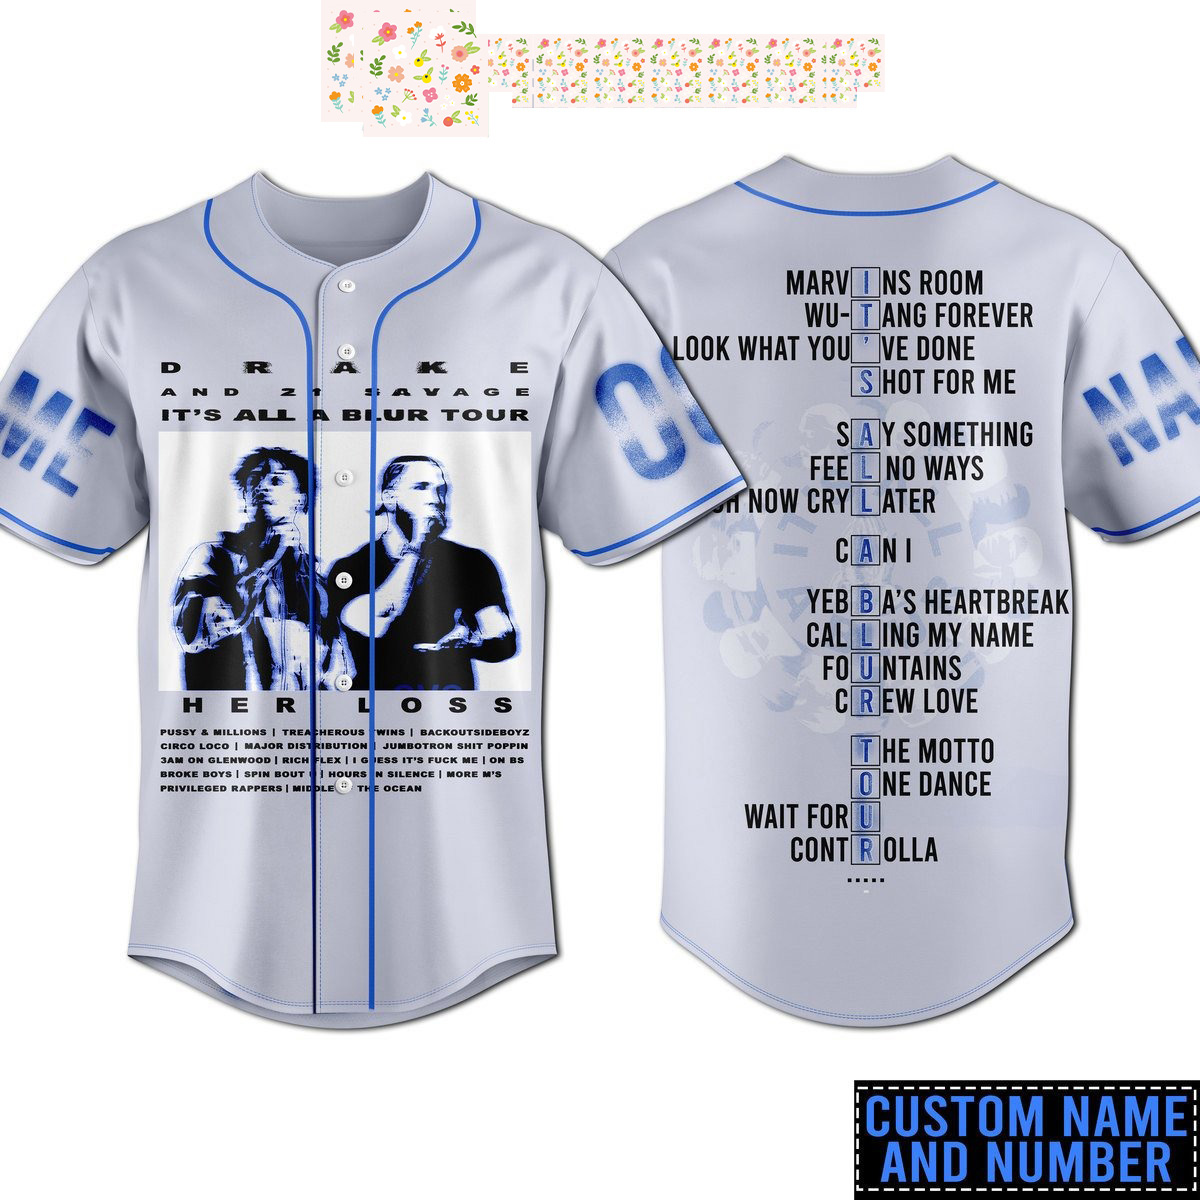 DRAKE
AND 21 SAVAGE
IT'S ALL A BLUR TOUR
HER LOSS
PUSSY & MILLIONS | TREACHEROUS TWINS | BACKOUTSIDEBOYZ
CIRCO LOCO | MAJOR DISTRIBUTION | JUMBOTRON SHIT POPPIN
3AM ON GLENWOOD | RICH FLEX | I GUESS IT'S FUCK ME | ON BS
BROKE BOYS | SPIN BOUT U | HOURS IN SILENCE | MORE M'S
PRIVILEGED RAPPERS | MIDDLE THE OCEAN
ME
00
MARVINS ROOM
WU-TANG FOREVER
LOOK WHAT YOU'VE DONE
SHOT FOR ME
SAY SOMETHING
FEEL NO WAYS
H NOW CRY LATER
CAN I
YEBBA'S HEARTBREAK
CALLING MY NAME
FOUNTAINS
CREW LOVE
THE MOTTO
ONE DANCE
WAIT FOR U
CONTROLLA
.....
NA
CUSTOM NAME
AND NUMBER